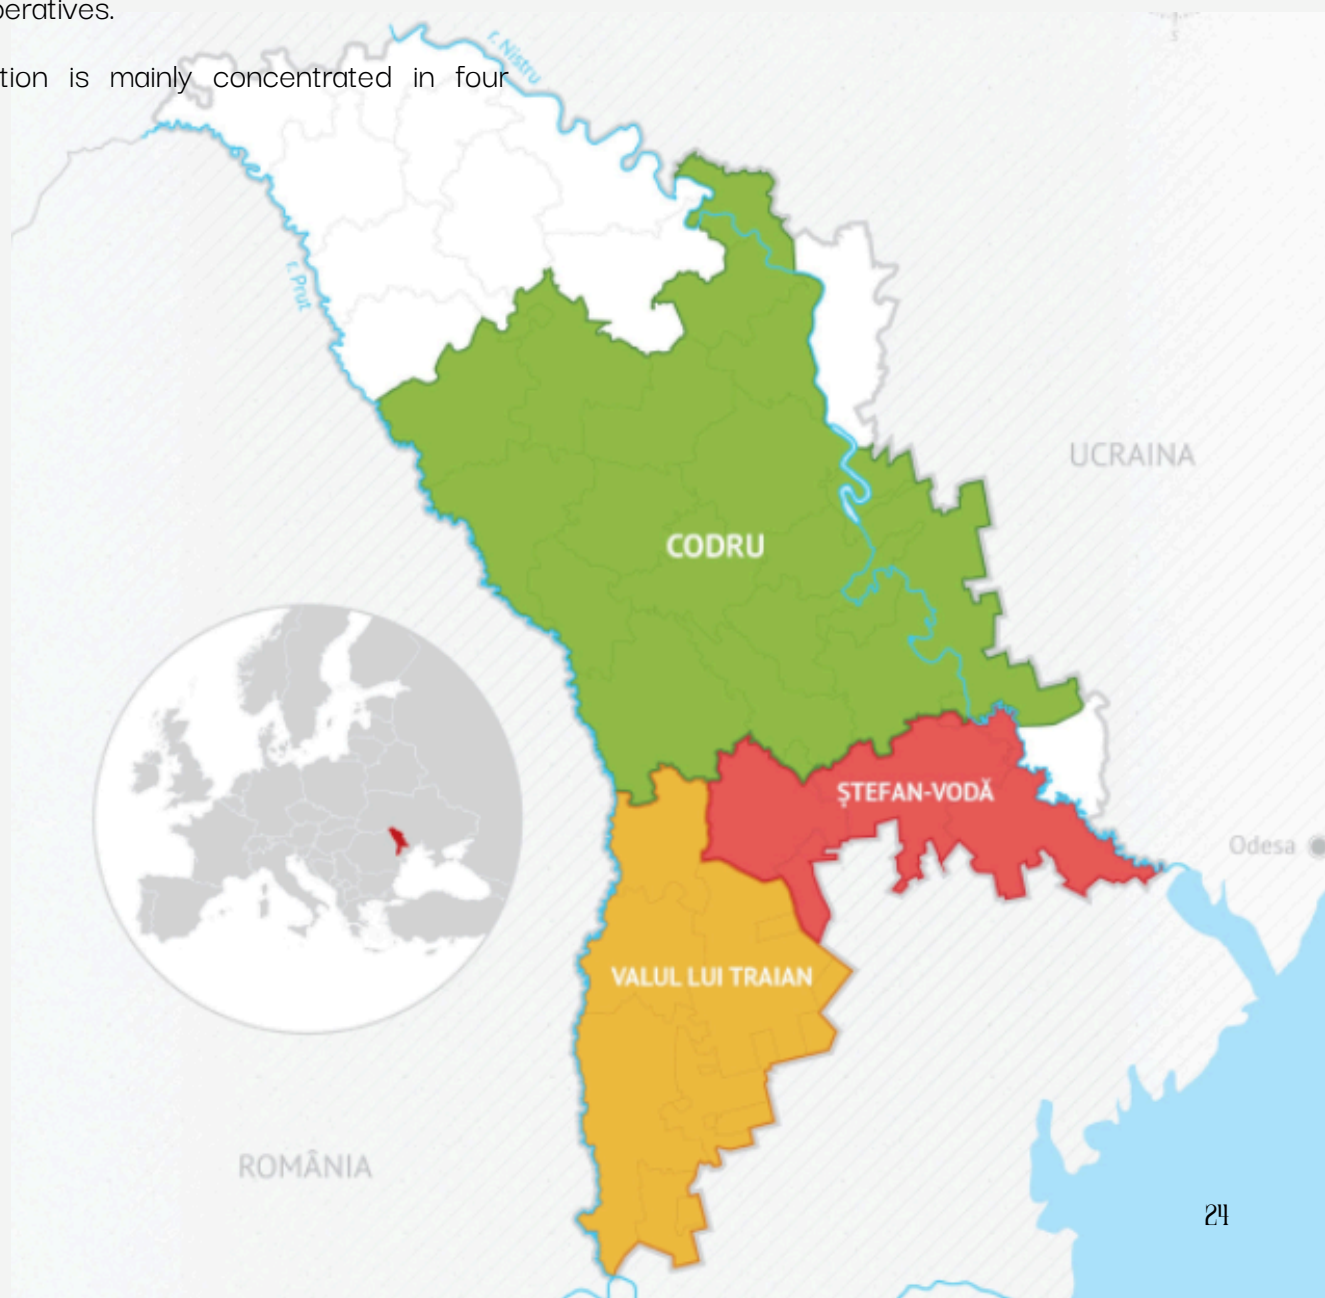 peratives.
tion is mainly concentrated in four
S
r. Nistru
r. Prut
UCRAINA
CODRU
ȘTEFAN-VODĂ
Odesa
VALUL LUI TRAIAN
ROMÂNIA
24